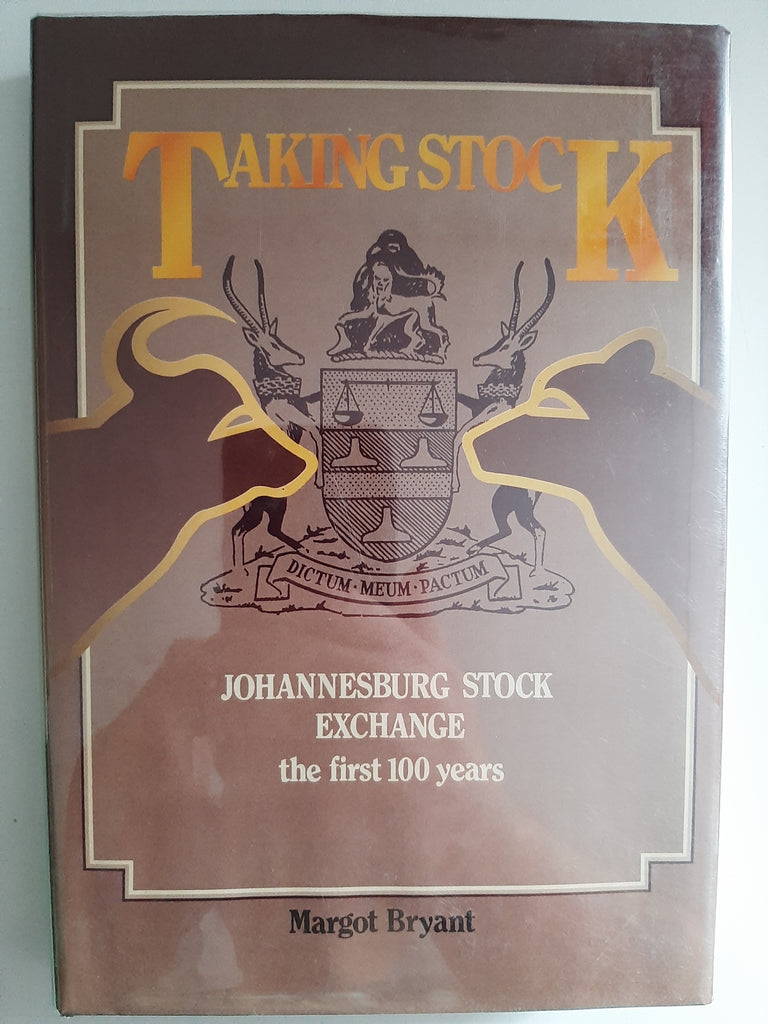 TAKING STOCK
DICTUM · MEUM · PACTUM
JOHANNESBURG STOCK
EXCHANGE
the first 100 years
Margot Bryant